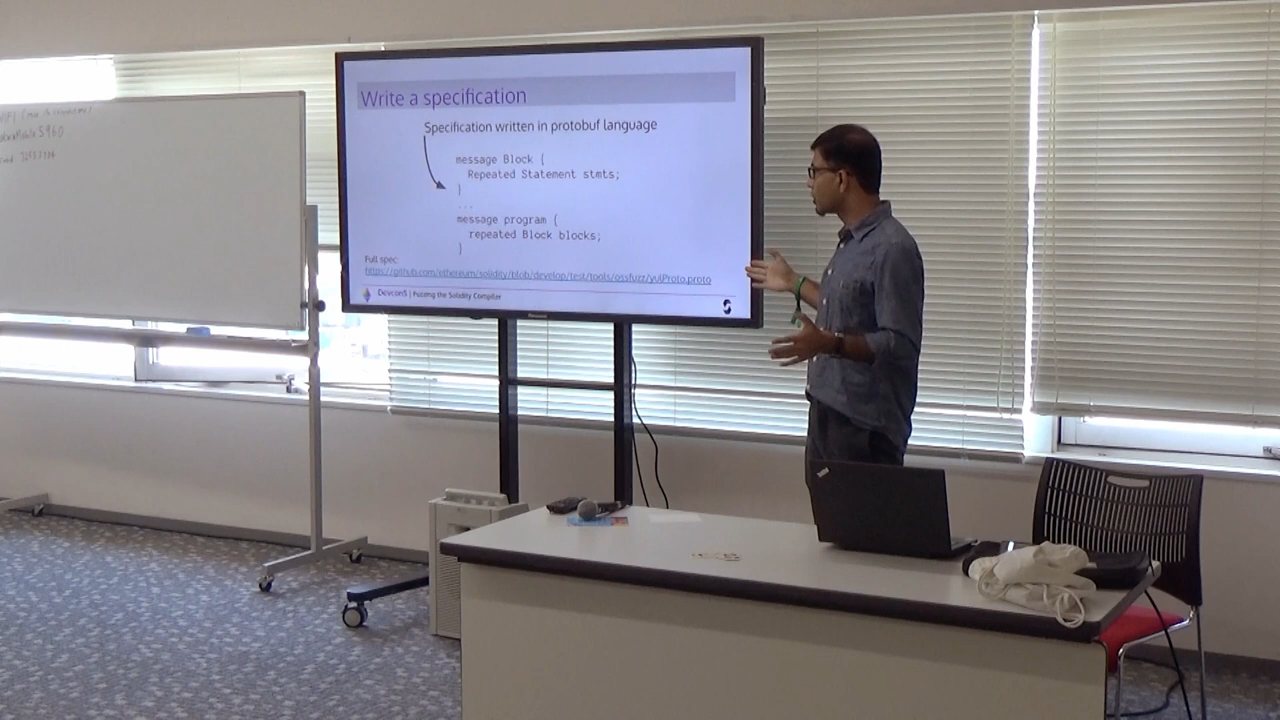 Write a specification
Specification written in protobuf language
message Block {
Repeated Statement stmts;
}
...
message program {
repeated Block blocks;
}
Full spec:
https://github.com/ethereum/solidity/blob/develop/test/tools/ossfuzz/yulProto.proto
Devcon5 | Fuzzing the Solidity Compiler